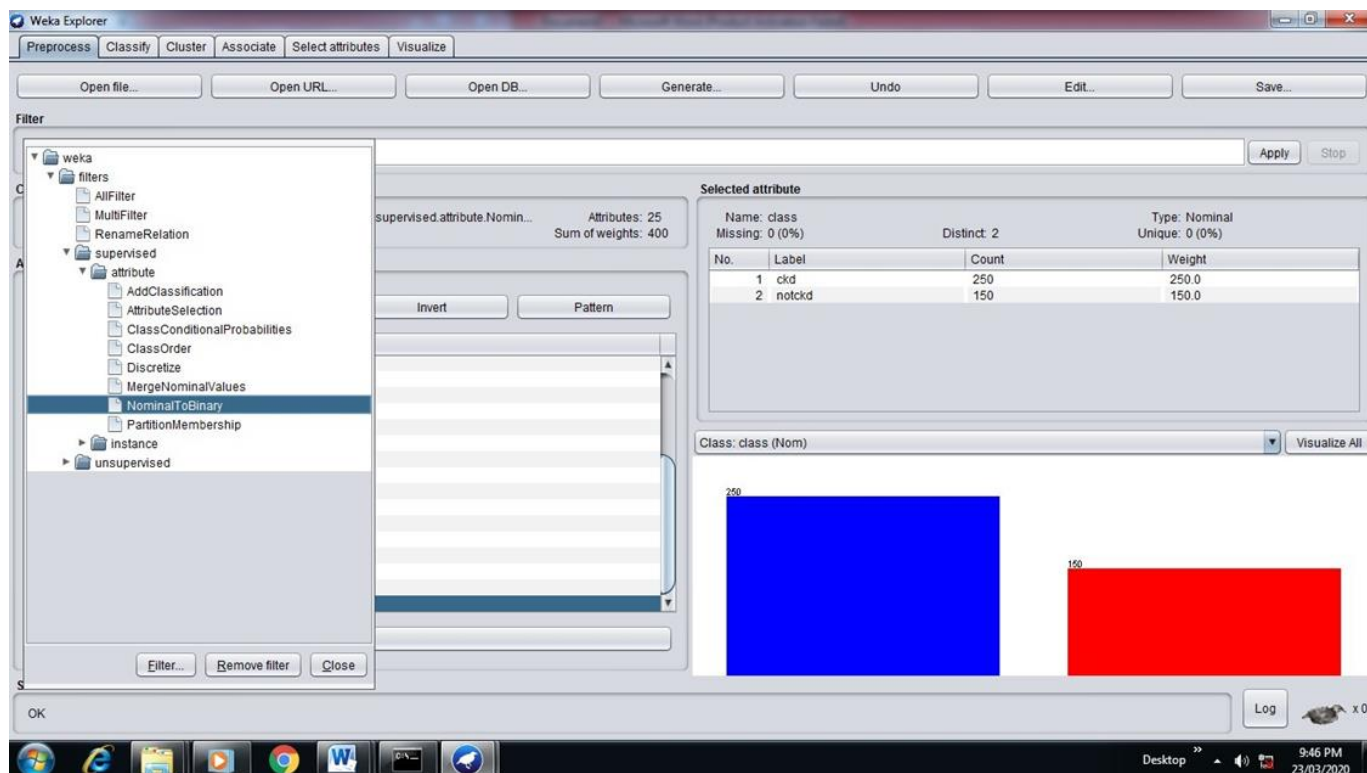 Weka Explorer
Preprocess Classify Cluster Associate Select attributes Visualize
Open file... Open URL... Open DB... Generate... Undo Edit... Save...
Filter
Apply Stop
weka
filters
AllFilter
MultiFilter
RenameRelation
supervised
attribute
AddClassification
AttributeSelection
ClassConditionalProbabilities
ClassOrder
Discretize
MergeNominalValues
NominalToBinary
PartitionMembership
instance
unsupervised
Filter... Remove filter Close
supervised.attribute.Nomin... Attributes: 25
Sum of weights: 400
Invert Pattern
Selected attribute
Name: class Type: Nominal
Missing: 0 (0%) Distinct: 2 Unique: 0 (0%)
No. Label Count Weight
1 ckd 250 250.0
2 notckd 150 150.0
Class: class (Nom) Visualize All
250
150
OK
Log x 0
Desktop 9:46 PM
23/03/2020